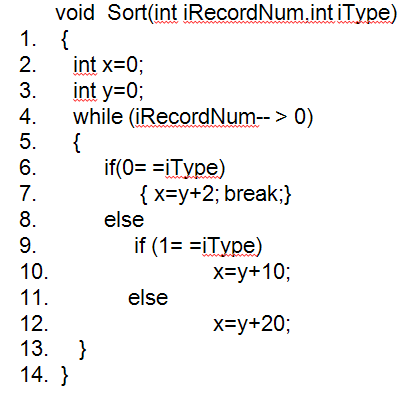 void Sort(int iRecordNum.int iType)
1. {
2. int x=0;
3. int y=0;
4. while (iRecordNum-- > 0)
5. {
6. if(0= =iType)
7. { x=y+2; break;}
8. else
9. if (1= =iType)
10. x=y+10;
11. else
12. x=y+20;
13. }
14. }